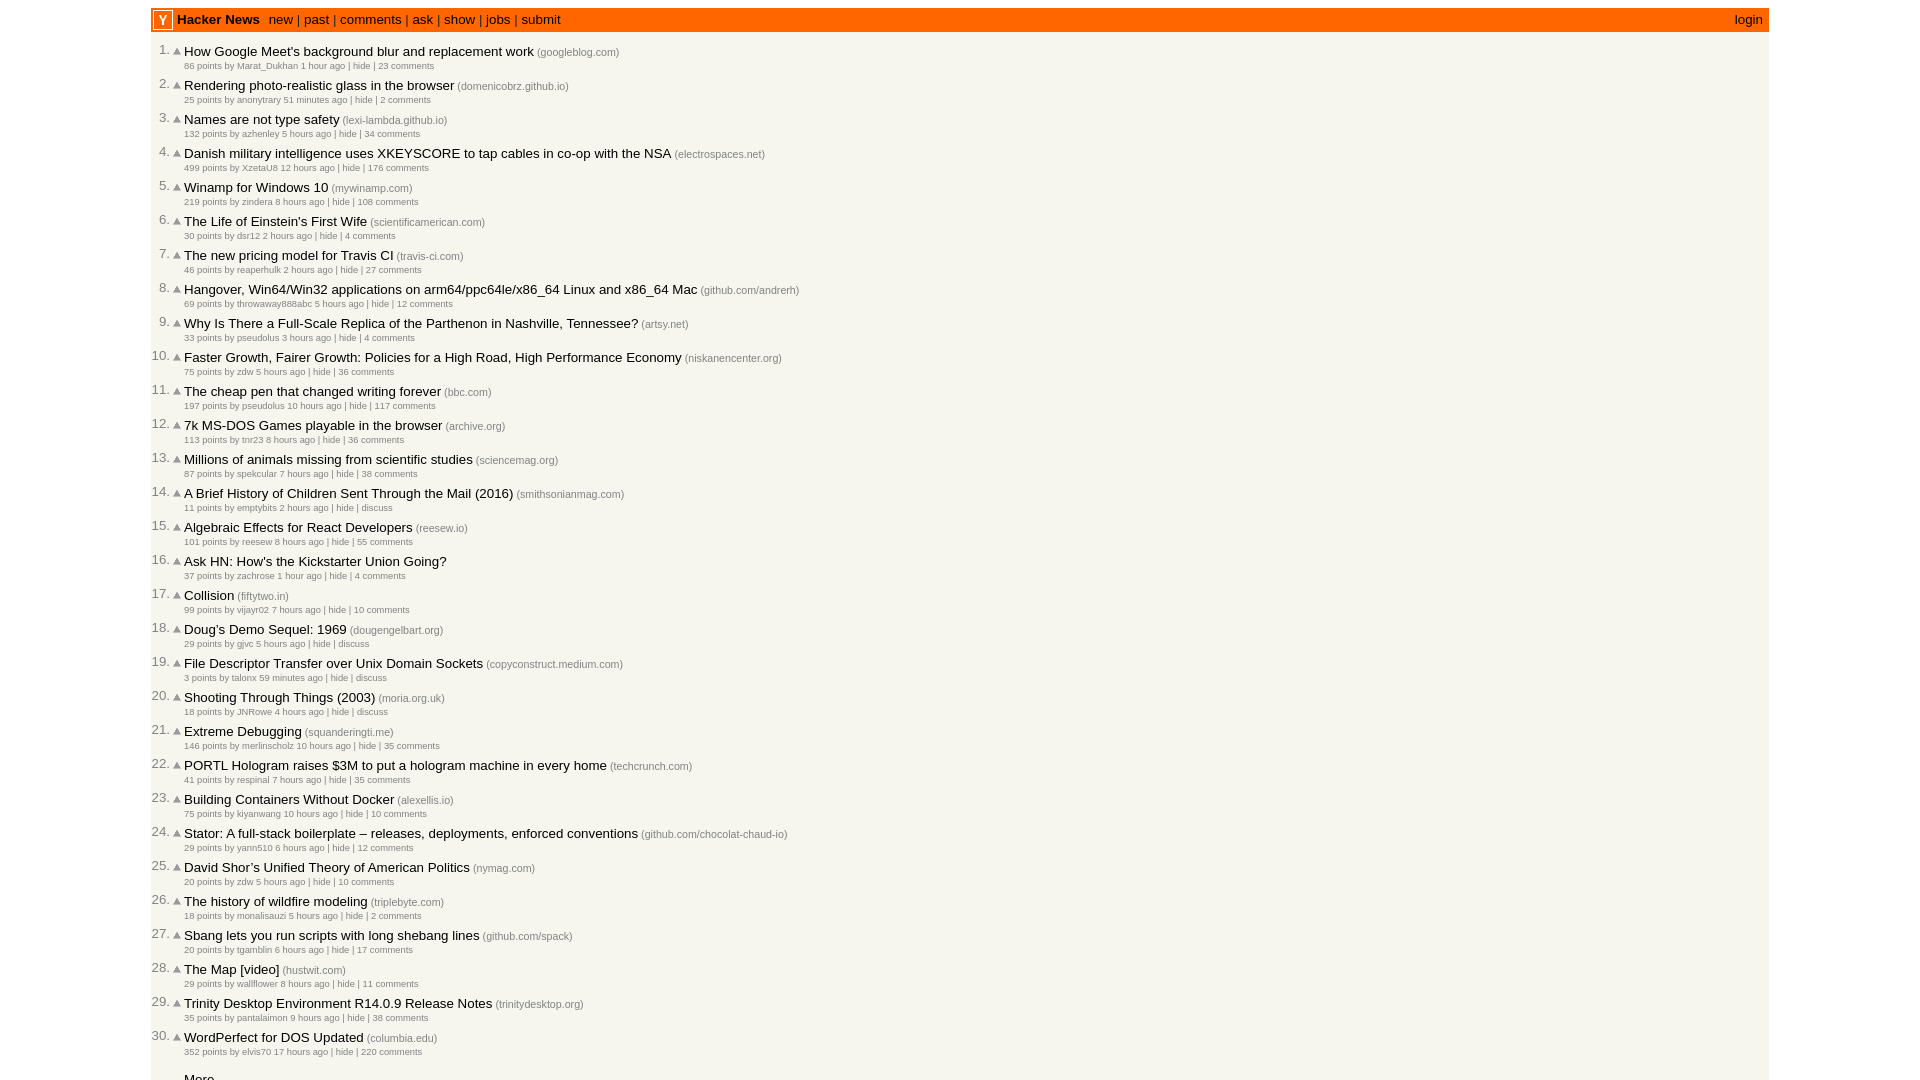 Y Hacker News new | past | comments | ask | show | jobs | submit login
1. How Google Meet's background blur and replacement work (googleblog.com)
86 points by Marat_Dukhan 1 hour ago | hide | 23 comments
2. Rendering photo-realistic glass in the browser (domenicobrz.github.io)
25 points by anonytrary 51 minutes ago | hide | 2 comments
3. Names are not type safety (lexi-lambda.github.io)
132 points by azhenley 5 hours ago | hide | 34 comments
4. Danish military intelligence uses XKEYSCORE to tap cables in co-op with the NSA (electrospaces.net)
499 points by XzetaU8 12 hours ago | hide | 176 comments
5. Winamp for Windows 10 (mywinamp.com)
219 points by zindera 8 hours ago | hide | 108 comments
6. The Life of Einstein's First Wife (scientificamerican.com)
30 points by dsr12 2 hours ago | hide | 4 comments
7. The new pricing model for Travis CI (travis-ci.com)
46 points by reaperhulk 2 hours ago | hide | 27 comments
8. Hangover, Win64/Win32 applications on arm64/ppc64le/x86_64 Linux and x86_64 Mac (github.com/andrerh)
69 points by throwaway888abc 5 hours ago | hide | 12 comments
9. Why Is There a Full-Scale Replica of the Parthenon in Nashville, Tennessee? (artsy.net)
33 points by pseudolus 3 hours ago | hide | 4 comments
10. Faster Growth, Fairer Growth: Policies for a High Road, High Performance Economy (niskanencenter.org)
75 points by zdw 5 hours ago | hide | 36 comments
11. The cheap pen that changed writing forever (bbc.com)
197 points by pseudolus 10 hours ago | hide | 117 comments
12. 7k MS-DOS Games playable in the browser (archive.org)
113 points by tnr23 8 hours ago | hide | 36 comments
13. Millions of animals missing from scientific studies (sciencemag.org)
87 points by spekcular 7 hours ago | hide | 38 comments
14. A Brief History of Children Sent Through the Mail (2016) (smithsonianmag.com)
11 points by emptybits 2 hours ago | hide | discuss
15. Algebraic Effects for React Developers (reesew.io)
101 points by reesew 8 hours ago | hide | 55 comments
16. Ask HN: How's the Kickstarter Union Going?
37 points by zachrose 1 hour ago | hide | 4 comments
17. Collision (fiftytwo.in)
99 points by vijayr02 7 hours ago | hide | 10 comments
18. Doug’s Demo Sequel: 1969 (dougengelbart.org)
29 points by gjvc 5 hours ago | hide | discuss
19. File Descriptor Transfer over Unix Domain Sockets (copyconstruct.medium.com)
3 points by talonx 59 minutes ago | hide | discuss
20. Shooting Through Things (2003) (moria.org.uk)
18 points by JNRowe 4 hours ago | hide | discuss
21. Extreme Debugging (squanderingti.me)
146 points by merlinscholz 10 hours ago | hide | 35 comments
22. PORTL Hologram raises $3M to put a hologram machine in every home (techcrunch.com)
41 points by respinal 7 hours ago | hide | 35 comments
23. Building Containers Without Docker (alexellis.io)
75 points by kiyanwang 10 hours ago | hide | 10 comments
24. Stator: A full-stack boilerplate – releases, deployments, enforced conventions (github.com/chocolat-chaud-io)
29 points by yann510 6 hours ago | hide | 12 comments
25. David Shor’s Unified Theory of American Politics (nymag.com)
20 points by zdw 5 hours ago | hide | 10 comments
26. The history of wildfire modeling (triplebyte.com)
18 points by monalisauzi 5 hours ago | hide | 2 comments
27. Sbang lets you run scripts with long shebang lines (github.com/spack)
20 points by tgamblin 6 hours ago | hide | 17 comments
28. The Map [video] (hustwit.com)
29 points by wallflower 8 hours ago | hide | 11 comments
29. Trinity Desktop Environment R14.0.9 Release Notes (trinitydesktop.org)
35 points by pantalaimon 9 hours ago | hide | 38 comments
30. WordPerfect for DOS Updated (columbia.edu)
352 points by elvis70 17 hours ago | hide | 220 comments
More